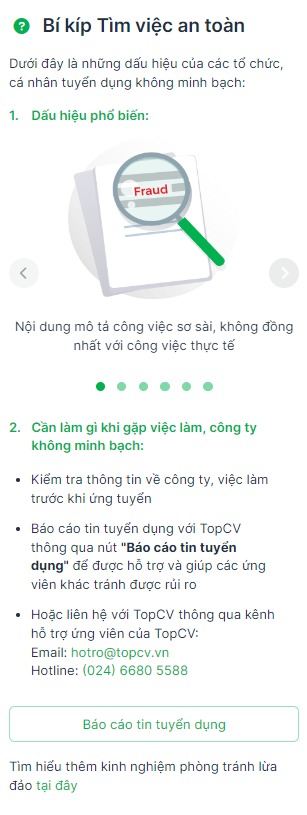 Bí kíp Tìm việc an toàn
Dưới đây là những dấu hiệu của các tổ chức,
cá nhân tuyển dụng không minh bạch:
1. Dấu hiệu phổ biến:
Fraud
Nội dung mô tả công việc sơ sài, không đồng
nhất với công việc thực tế
2. Cần làm gì khi gặp việc làm, công ty
không minh bạch:
Kiểm tra thông tin về công ty, việc làm
trước khi ứng tuyển
Báo cáo tin tuyển dụng với TopCV
thông qua nút "Báo cáo tin tuyển
dụng" để được hỗ trợ và giúp các ứng
viên khác tránh được rủi ro
Hoặc liên hệ với TopCV thông qua kênh
hỗ trợ ứng viên của TopCV:
Email: hotro@topcv.vn
Hotline: (024) 6680 5588
Báo cáo tin tuyển dụng
Tìm hiểu thêm kinh nghiệm phòng tránh lừa
đảo tại đây